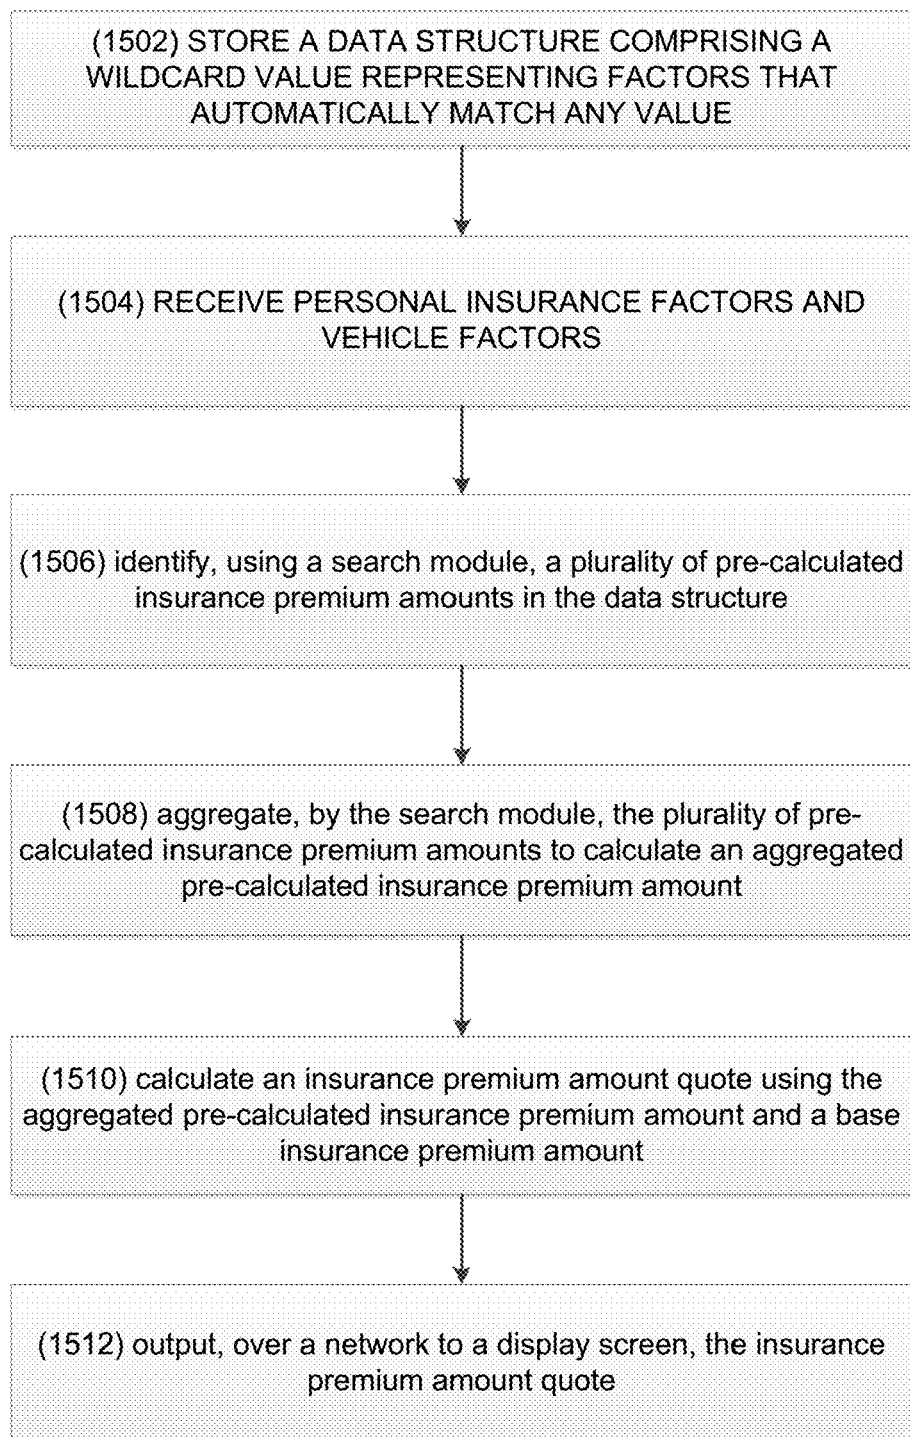 (1502) STORE A DATA STRUCTURE COMPRISING A
WILDCARD VALUE REPRESENTING FACTORS THAT
AUTOMATICALLY MATCH ANY VALUE
(1504) RECEIVE PERSONAL INSURANCE FACTORS AND
VEHICLE FACTORS
(1506) identify, using a search module, a plurality of pre-calculated
insurance premium amounts in the data structure
(1508) aggregate, by the search module, the plurality of pre-
calculated insurance premium amounts to calculate an aggregated
pre-calculated insurance premium amount
(1510) calculate an insurance premium amount quote using the
aggregated pre-calculated insurance premium amount and a base
insurance premium amount
(1512) output, over a network to a display screen, the insurance
premium amount quote